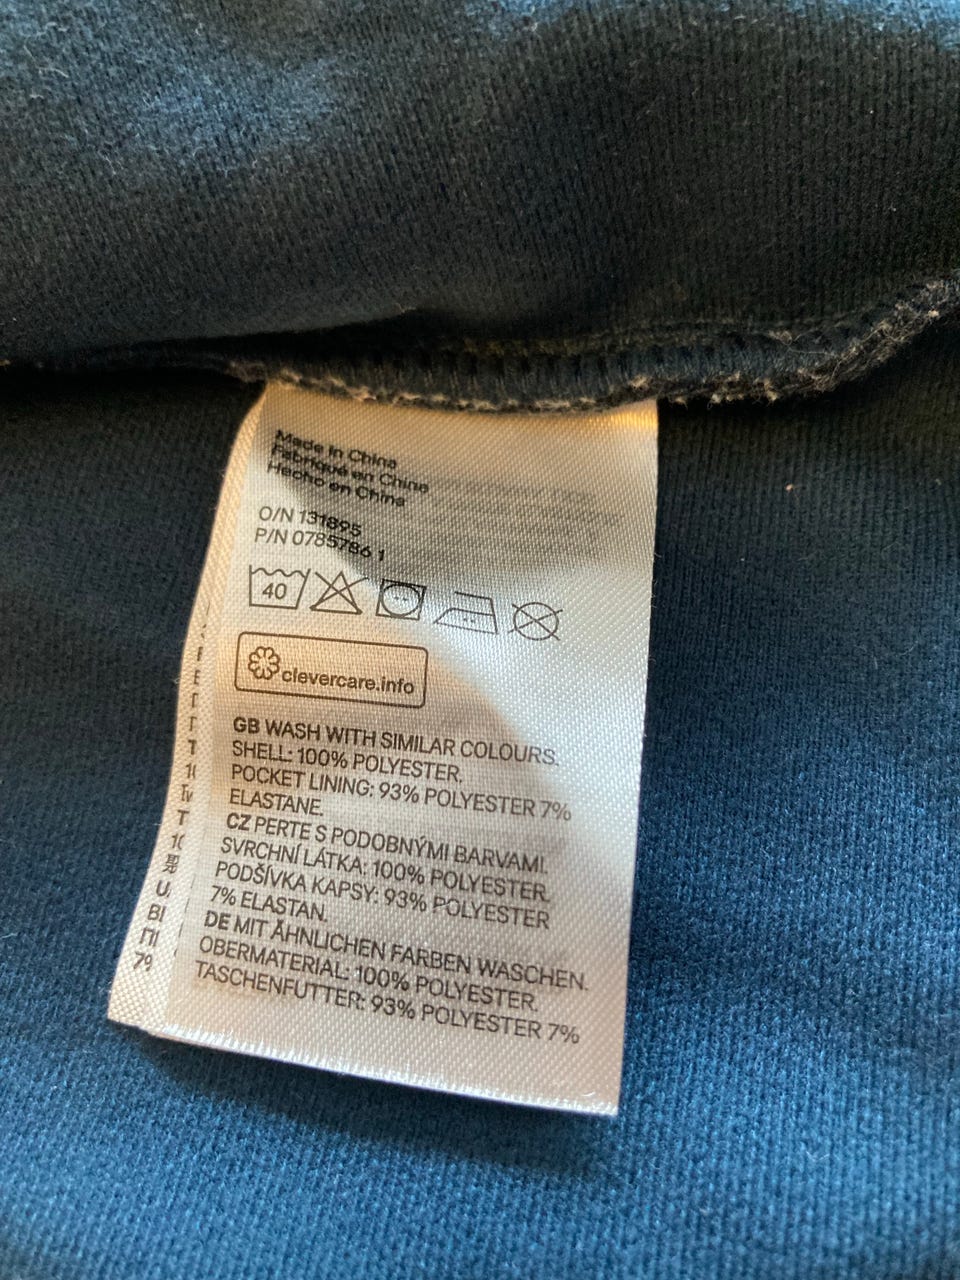 Made in China
Fabriqué en Chine
Hecho en China
O/N 131895
P/N 0785786 1
40
clevercare.info
GB WASH WITH SIMILAR COLOURS.
SHELL: 100% POLYESTER.
POCKET LINING: 93% POLYESTER 7%
ELASTANE.
CZ PERTE S PODOBNÝMI BARVAMI.
SVRCHNÍ LÁTKA: 100% POLYESTER.
PODŠÍVKA KAPSY: 93% POLYESTER
7% ELASTAN.
DE MIT ÄHNLICHEN FARBEN WASCHEN.
OBERMATERIAL: 100% POLYESTER.
TASCHENFUTTER: 93% POLYESTER 7%